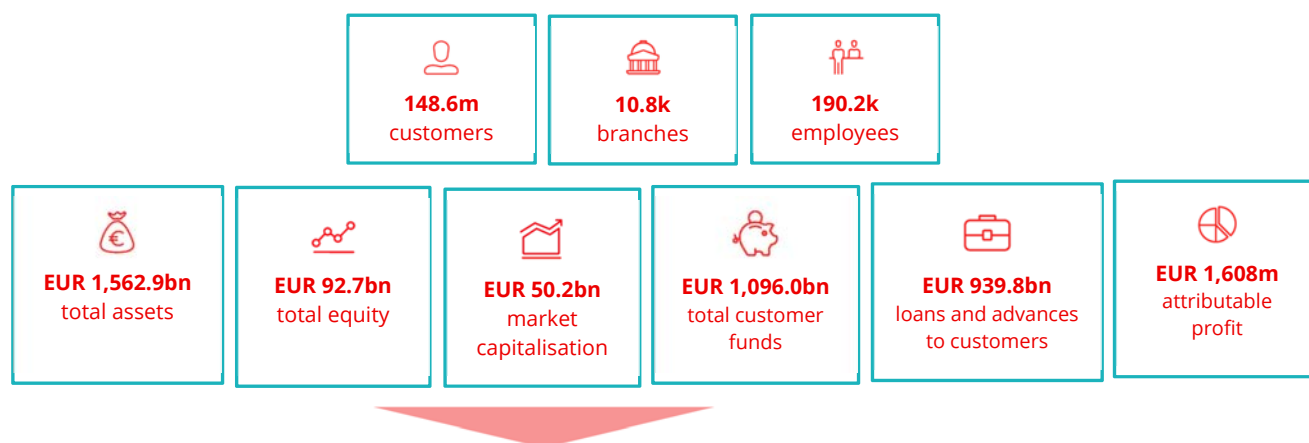 148.6m
customers
10.8k
branches
190.2k
employees
EUR 1,562.9bn
total assets
EUR 92.7bn
total equity
EUR 50.2bn
market
capitalisation
EUR 1,096.0bn
total customer
funds
EUR 939.8bn
loans and advances
to customers
EUR 1,608m
attributable
profit